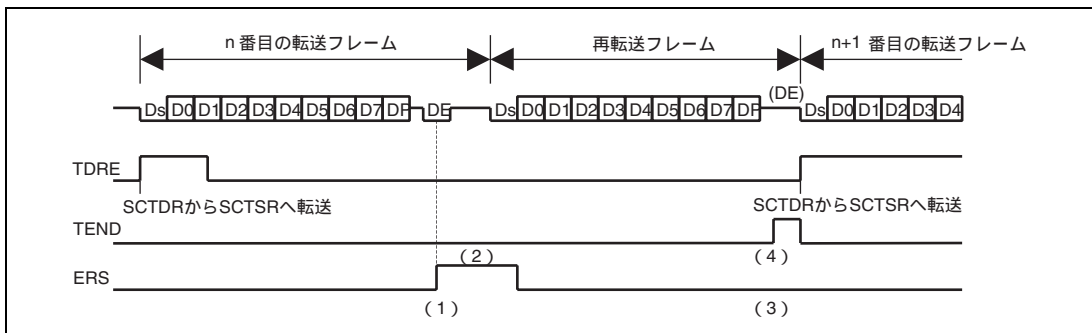 n 番目の転送フレーム 再転送フレーム n+1 番目の転送フレーム
(DE)
Ds D0 D1 D2 D3 D4 D5 D6 D7 DP DE Ds D0 D1 D2 D3 D4 D5 D6 D7 DP Ds D0 D1 D2 D3 D4
TDRE
SCTDRからSCTSRへ転送 SCTDRからSCTSRへ転送
TEND
(2) (4)
ERS
(1) (3)